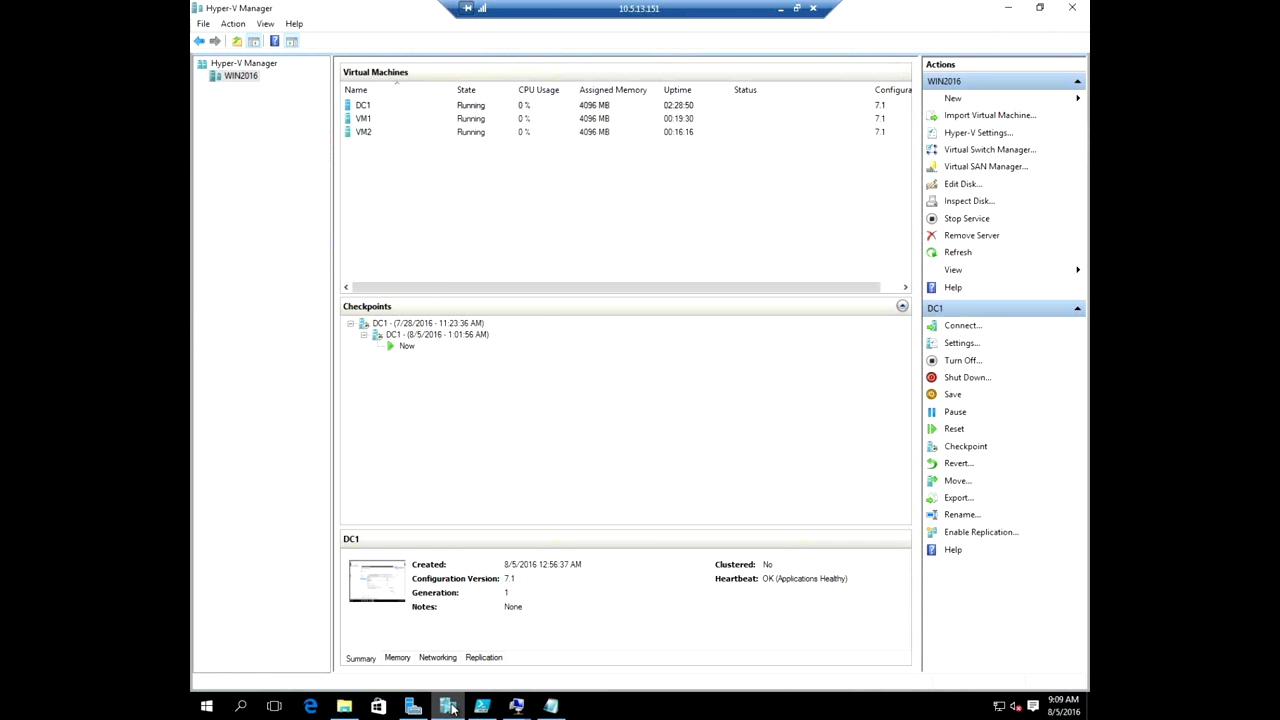 Hyper-V Manager
10.5.13.151
File Action View Help
Hyper-V Manager
WIN2016
Virtual Machines
Name State CPU Usage Assigned Memory Uptime Status Configura
DC1 Running 0 % 4096 MB 02:28:50 7.1
VM1 Running 0 % 4096 MB 00:19:30 7.1
VM2 Running 0 % 4096 MB 00:16:16 7.1
Checkpoints
DC1 - (7/28/2016 - 11:23:36 AM)
DC1 - (8/5/2016 - 1:01:56 AM)
Now
DC1
Created: 8/5/2016 12:56:37 AM Clustered: No
Configuration Version: 7.1 Heartbeat: OK (Applications Healthy)
Generation: 1
Notes: None
Summary Memory Networking Replication
Actions
WIN2016
New
Import Virtual Machine...
Hyper-V Settings...
Virtual Switch Manager...
Virtual SAN Manager...
Edit Disk...
Inspect Disk...
Stop Service
Remove Server
Refresh
View
Help
DC1
Connect...
Settings...
Turn Off...
Shut Down...
Save
Pause
Reset
Checkpoint
Revert...
Move...
Export...
Rename...
Enable Replication...
Help
9:09 AM
8/5/2016